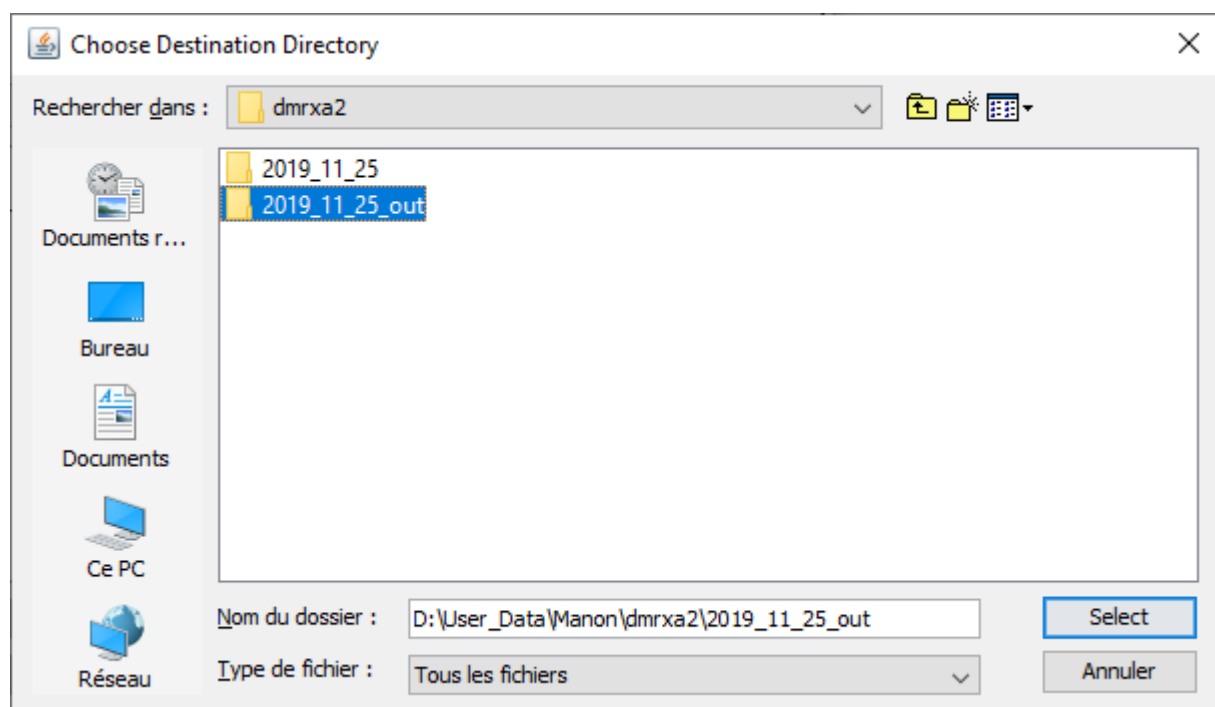 Choose Destination Directory
Rechercher dans :
dmrxa2
2019_11_25
2019_11_25_out
Documents r...
Bureau
Documents
Ce PC
Réseau
Nom du dossier :
D:\User_Data\Manon\dmrxa2\2019_11_25_out
Select
Type de fichier :
Tous les fichiers
Annuler